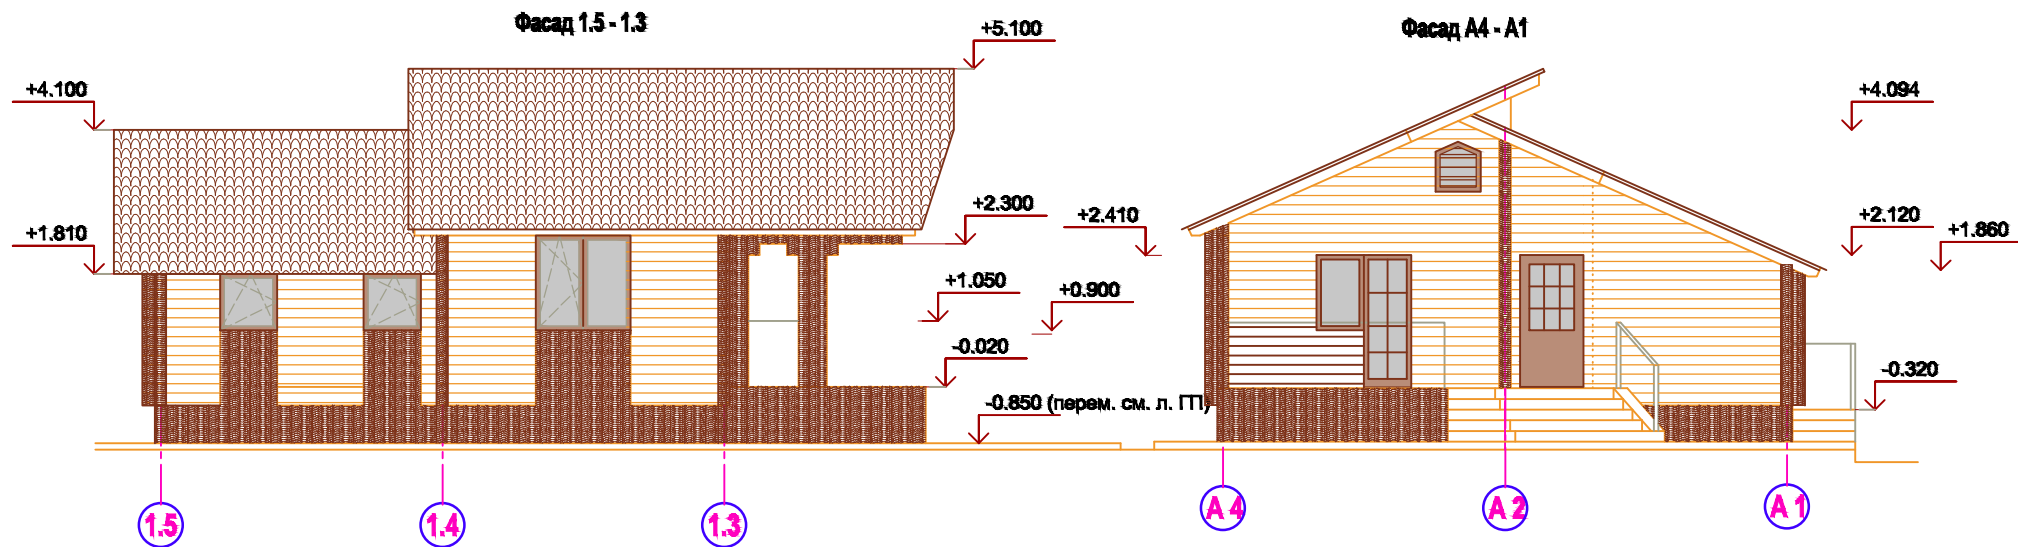 Фасад 1.5 - 1.3
+5.100
+4.100
+2.300
+1.810
+1.050
+0.900
-0.020
-0.850 (перем. см. л. ГП)
1.5
1.4
1.3
Фасад А4 - А1
+4.094
+2.410
+2.120
+1.860
-0.320
А 4
А 2
А 1